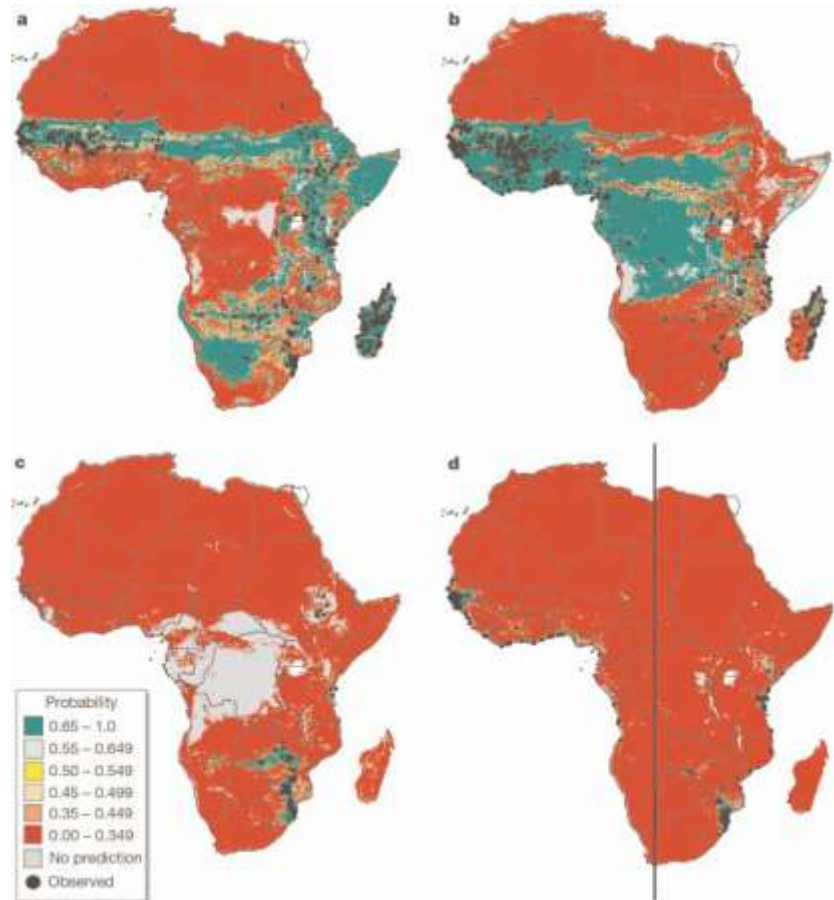 a
b
c
d
Probability
0.65 – 1.0
0.55 – 0.649
0.50 – 0.549
0.45 – 0.499
0.35 – 0.449
0.00 – 0.349
No prediction
Observed